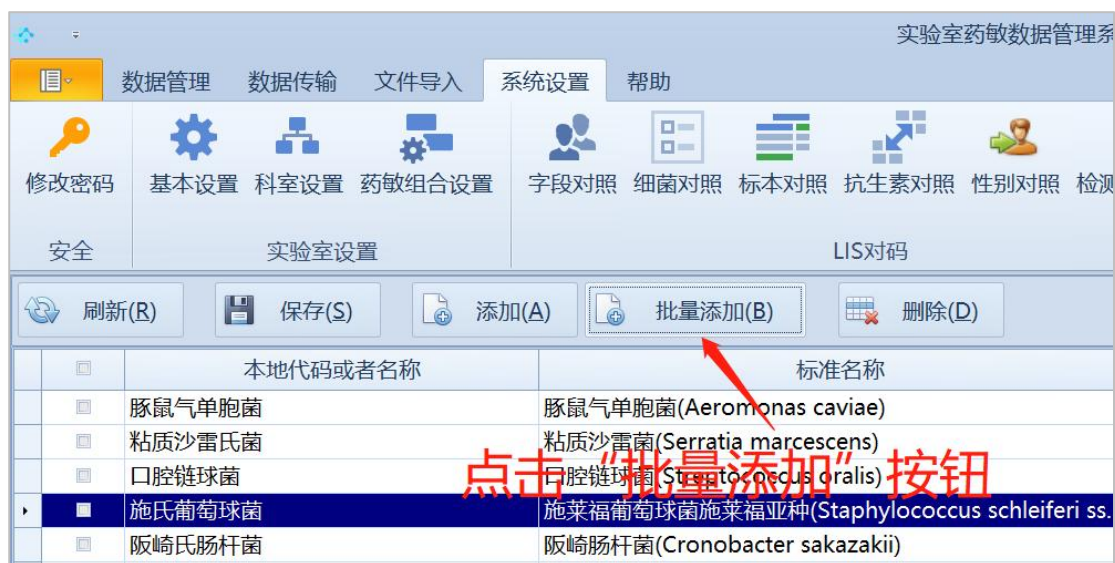 实验室药敏数据管理系
数据管理 数据传输 文件导入 系统设置 帮助
修改密码 基本设置 科室设置 药敏组合设置 字段对照 细菌对照 标本对照 抗生素对照 性别对照 检测
安全 实验室设置 LIS对码
刷新(R) 保存(S) 添加(A) 批量添加(B) 删除(D)
本地代码或者名称 标准名称
豚鼠气单胞菌 豚鼠气单胞菌(Aeromonas caviae)
粘质沙雷氏菌 粘质沙雷菌(Serratia marcescens)
口腔链球菌 口腔链球菌(Streptococcus oralis)
点击“批量添加”按钮
施氏葡萄球菌 施莱福葡萄球菌施莱福亚种(Staphylococcus schleiferi ss.
阪崎氏肠杆菌 阪崎肠杆菌(Cronobacter sakazakii)